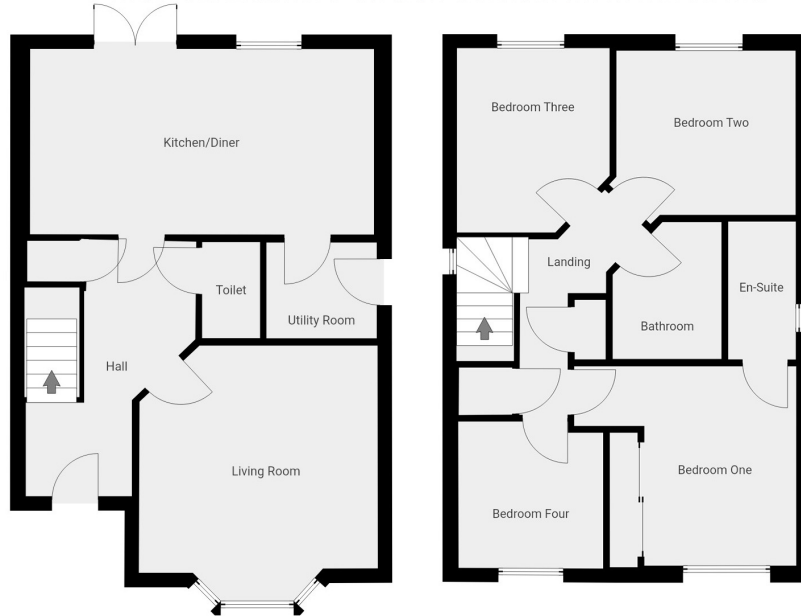 Kitchen/Diner
Toilet
Utility Room
Hall
Living Room
Bedroom Three
Bedroom Two
Landing
En-Suite
Bathroom
Bedroom One
Bedroom Four